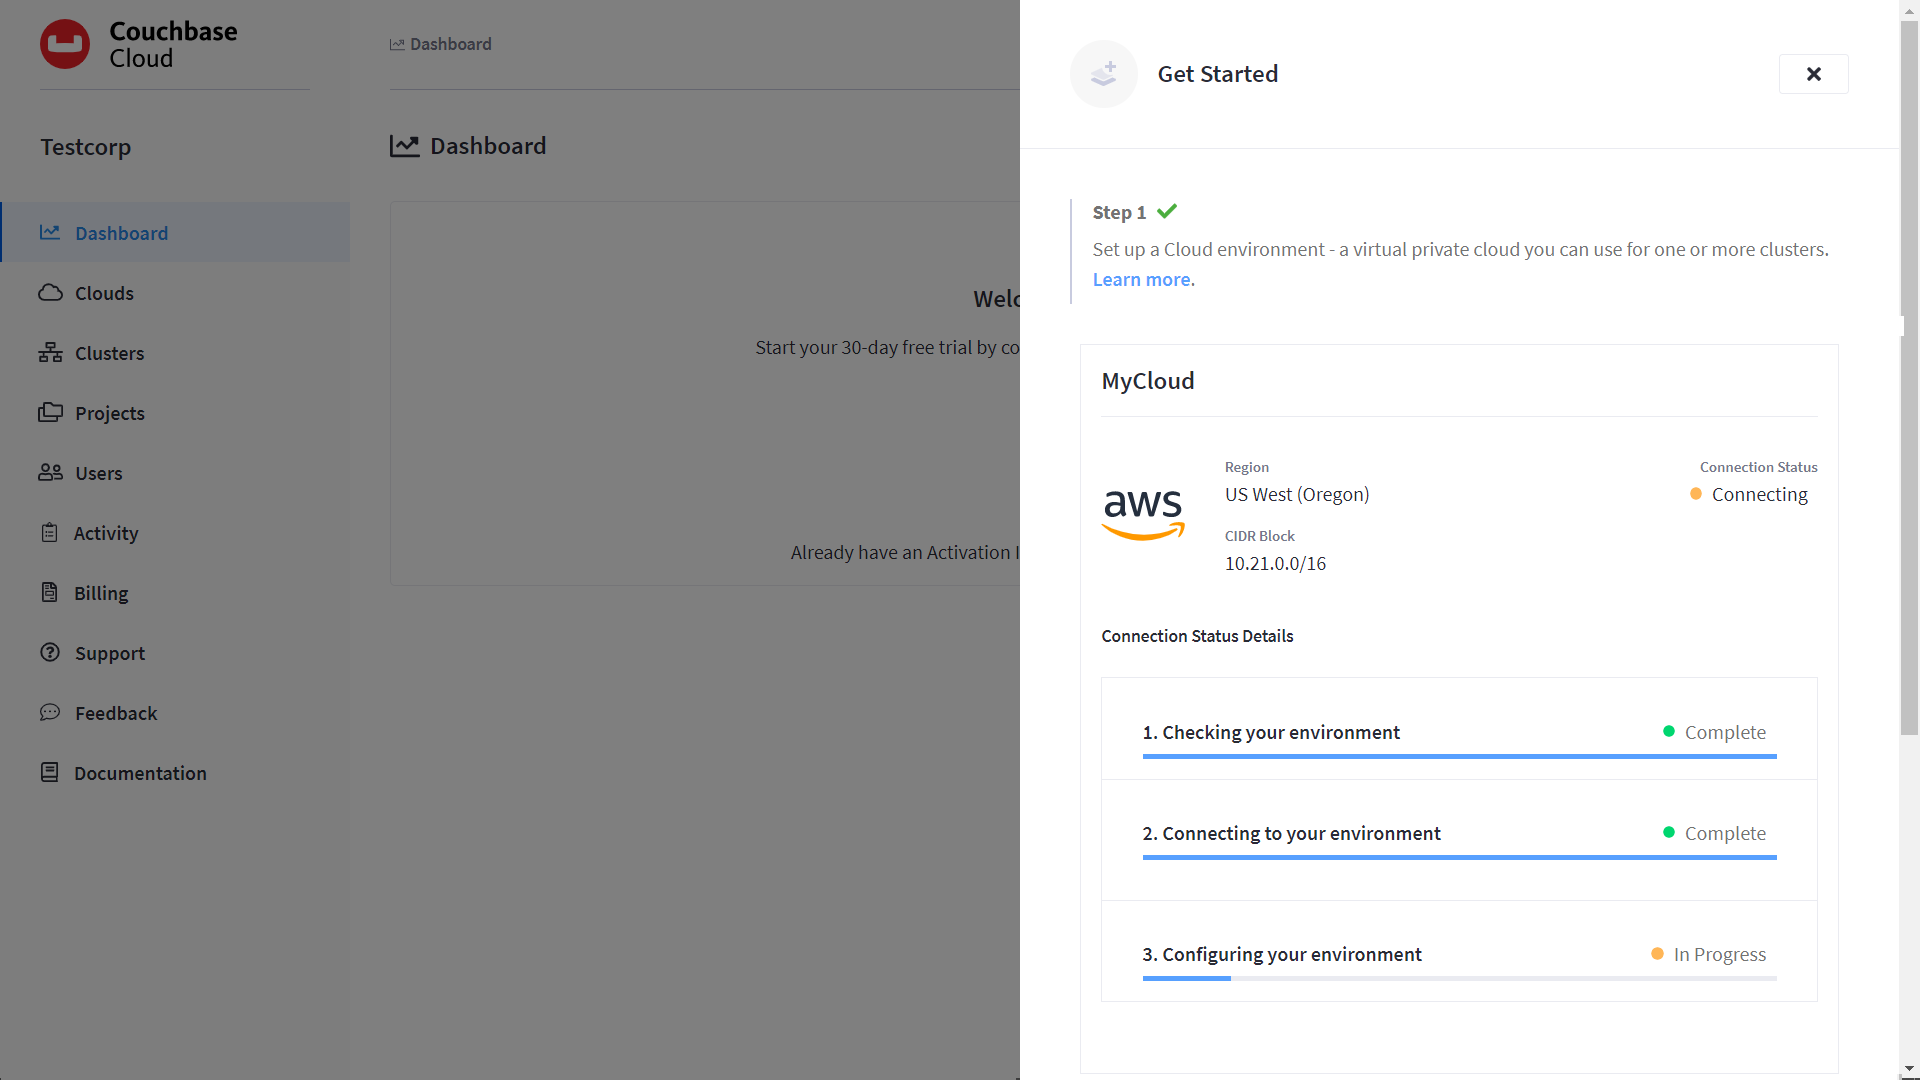 Couchbase
Cloud
Testcorp
Dashboard
Clouds
Clusters
Projects
Users
Activity
Billing
Support
Feedback
Documentation
Dashboard
Dashboard
Start your 30-day free trial by
Already have an Activation
Get Started
Step 1
Set up a Cloud environment - a virtual private cloud you can use for one or more clusters.
Learn more.
MyCloud
aws
Region
US West (Oregon)
CIDR Block
10.21.0.0/16
Connection Status
Connecting
Connection Status Details
1. Checking your environment
Complete
2. Connecting to your environment
Complete
3. Configuring your environment
In Progress